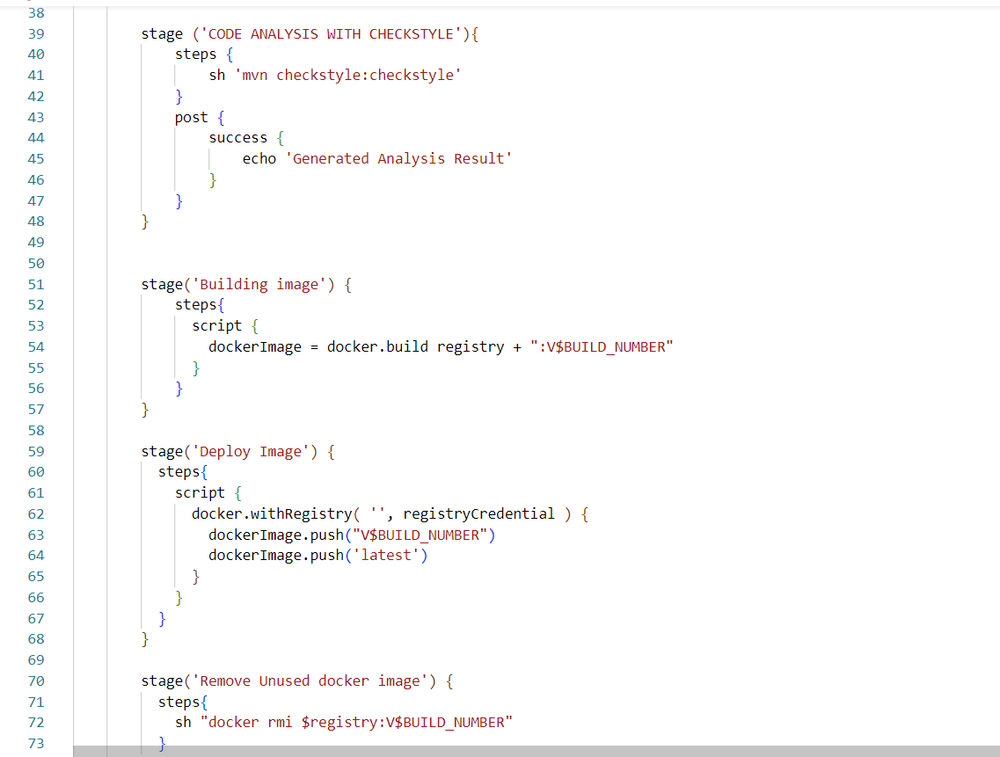 38
39 stage ('CODE ANALYSIS WITH CHECKSTYLE'){
40 steps {
41 sh 'mvn checkstyle:checkstyle'
42 }
43 post {
44 success {
45 echo 'Generated Analysis Result'
46 }
47 }
48 }
49
50
51 stage('Building image') {
52 steps{
53 script {
54 dockerImage = docker.build registry + ":V$BUILD_NUMBER"
55 }
56 }
57 }
58
59 stage('Deploy Image') {
60 steps{
61 script {
62 docker.withRegistry( '', registryCredential ) {
63 dockerImage.push("V$BUILD_NUMBER")
64 dockerImage.push('latest')
65 }
66 }
67 }
68 }
69
70 stage('Remove Unused docker image') {
71 steps{
72 sh "docker rmi $registry:V$BUILD_NUMBER"
73 }